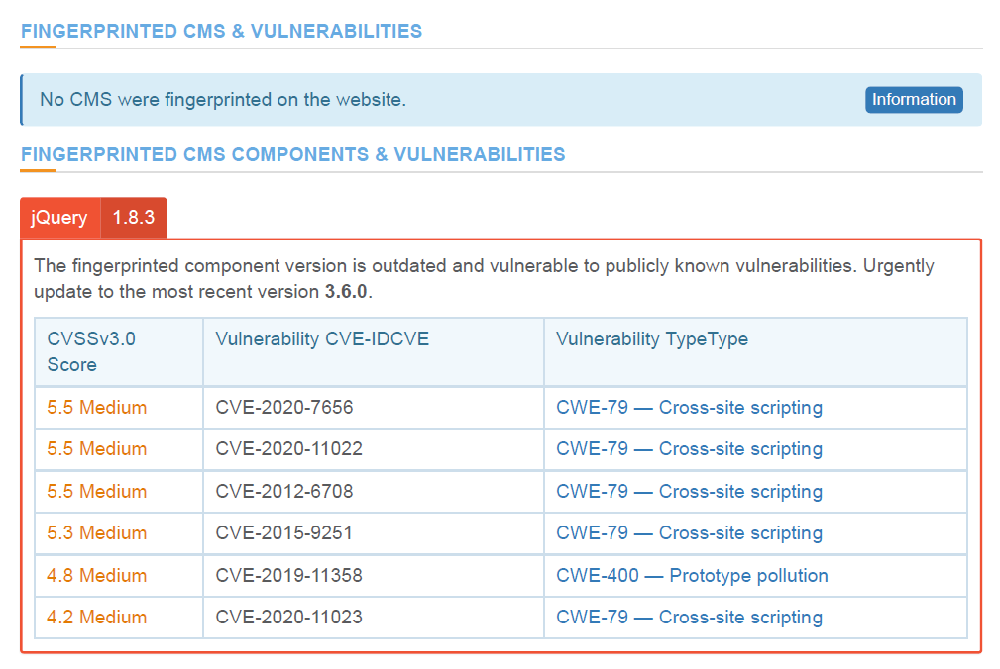 FINGERPRINTED CMS & VULNERABILITIES
No CMS were fingerprinted on the website. Information
FINGERPRINTED CMS COMPONENTS & VULNERABILITIES
jQuery 1.8.3
The fingerprinted component version is outdated and vulnerable to publicly known vulnerabilities. Urgently
update to the most recent version 3.6.0.
CVSSv3.0 Score Vulnerability CVE-IDCVE Vulnerability TypeType
5.5 Medium CVE-2020-7656 CWE-79 — Cross-site scripting
5.5 Medium CVE-2020-11022 CWE-79 — Cross-site scripting
5.5 Medium CVE-2012-6708 CWE-79 — Cross-site scripting
5.3 Medium CVE-2015-9251 CWE-79 — Cross-site scripting
4.8 Medium CVE-2019-11358 CWE-400 — Prototype pollution
4.2 Medium CVE-2020-11023 CWE-79 — Cross-site scripting